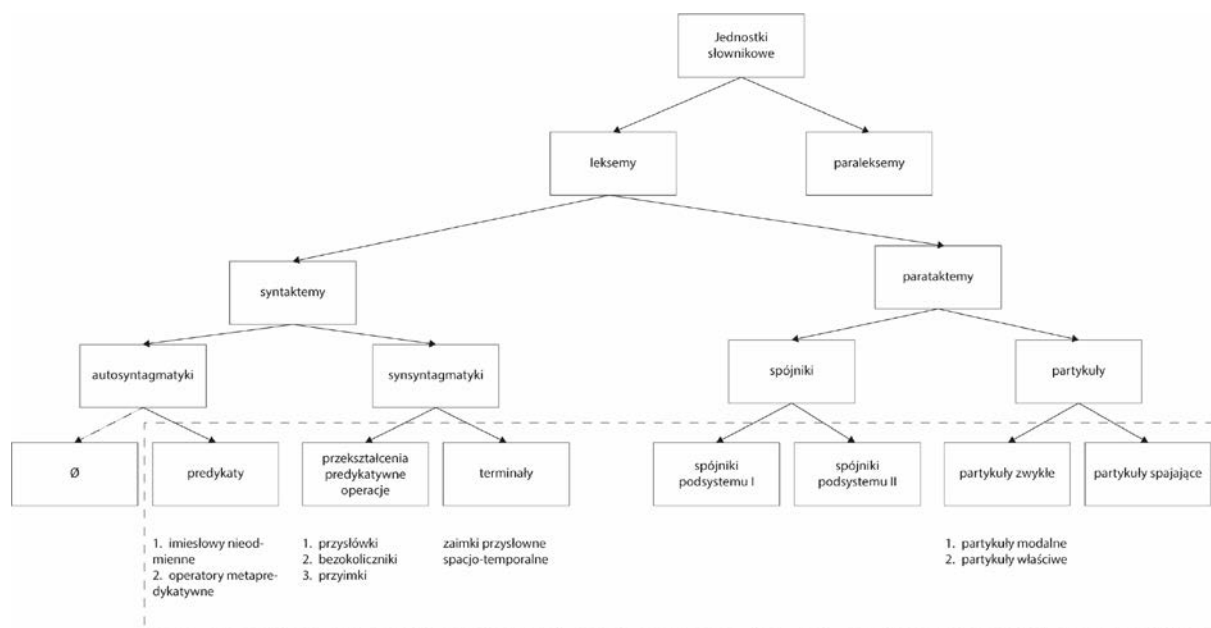 Jednostki
słownikowe
leksemy
paraleksemy
syntaktemy
parataktemy
autosyntagmatyki
synsyntagmatyki
spójniki
partykuły
Ø
predykaty
przekształcenia
predykatywne
operacje
terminały
spójniki
podsystemu I
spójniki
podsystemu II
partykuły zwykłe
partykuły spajające
1. imiesłowy nieod-
mienne
2. operatory metapre-
dykatywne
1. przysłówki
2. bezokoliczniki
3. przyimki
zaimki przysłowne
spacjo-temporalne
1. partykuły modalne
2. partykuły właściwe